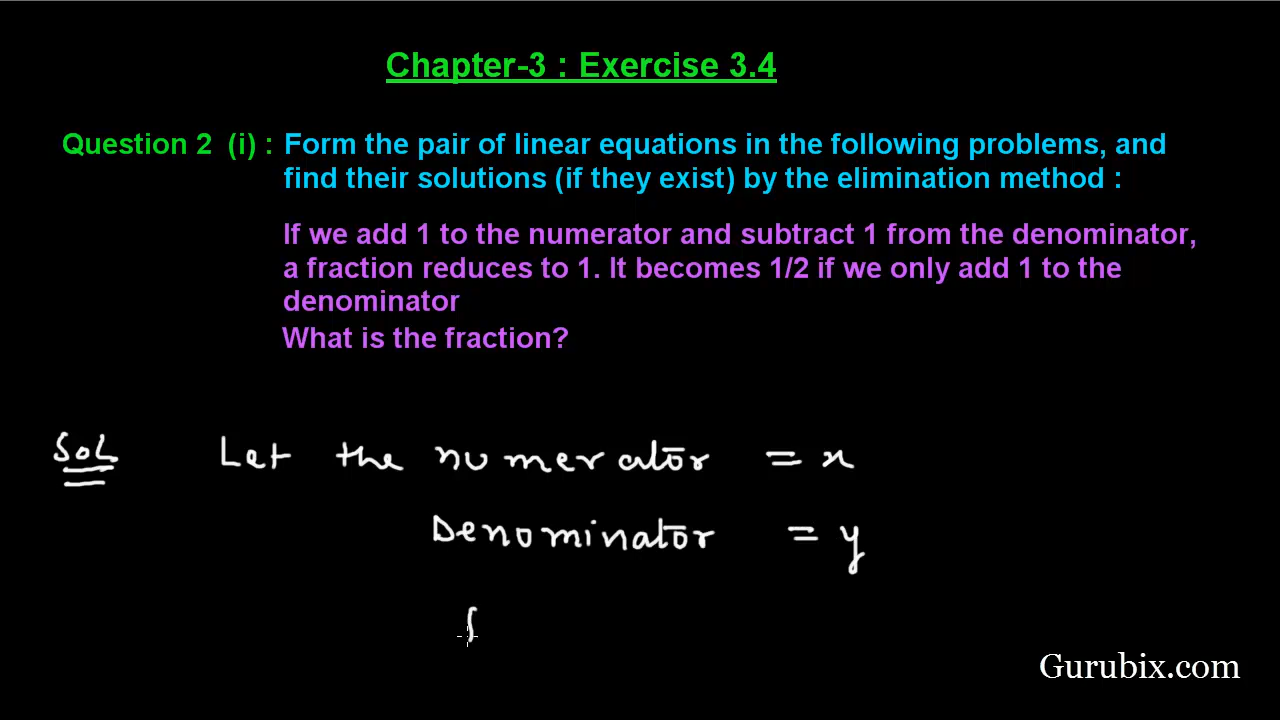 Chapter-3 : Exercise 3.4
Question 2 (i) : Form the pair of linear equations in the following problems, and
find their solutions (if they exist) by the elimination method :
If we add 1 to the numerator and subtract 1 from the denominator,
a fraction reduces to 1. It becomes 1/2 if we only add 1 to the
denominator
What is the fraction?
Sol Let the numerator = x
Denominator = y
Gurubix.com